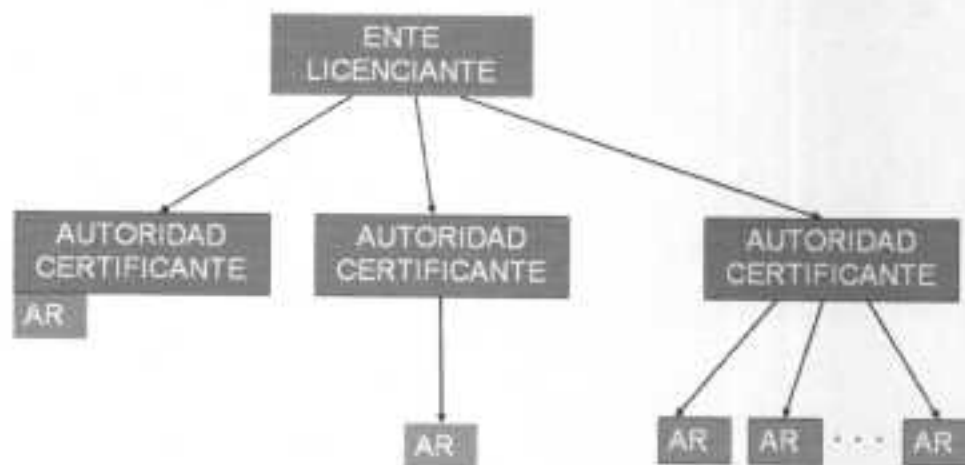 ENTE
LICENCIANTE
AUTORIDAD
CERTIFICANTE
AR
AUTORIDAD
CERTIFICANTE
AR
AUTORIDAD
CERTIFICANTE
AR AR . . . AR